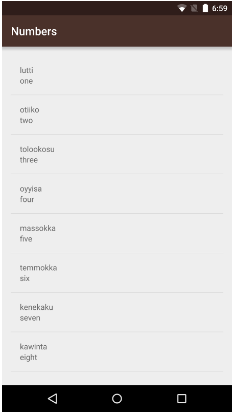 6:59
Numbers
lutti
one
otiiko
two
tolookosu
three
oyyisa
four
massokka
five
temmokka
six
kenekaku
seven
kawinta
eight